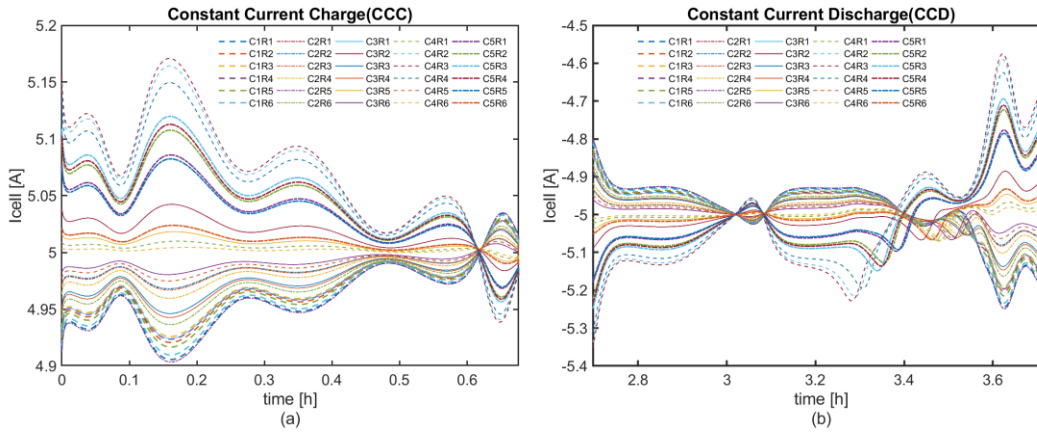 Constant Current Charge(CCC)
5.2
5.15
5.1
5.05
5
4.95
4.9
Icell [A]
C1R1 C2R1 C3R1 C4R1 C5R1
C1R2 C2R2 C3R2 C4R2 C5R2
C1R3 C2R3 C3R3 C4R3 C5R3
C1R4 C2R4 C3R4 C4R4 C5R4
C1R5 C2R5 C3R5 C4R5 C5R5
C1R6 C2R6 C3R6 C4R6 C5R6
0 0.1 0.2 0.3 0.4 0.5 0.6
time [h]
(a)
Constant Current Discharge(CCD)
-4.5
-4.6
-4.7
-4.8
-4.9
-5
-5.1
-5.2
-5.3
-5.4
Icell [A]
C1R1 C2R1 C3R1 C4R1 C5R1
C1R2 C2R2 C3R2 C4R2 C5R2
C1R3 C2R3 C3R3 C4R3 C5R3
C1R4 C2R4 C3R4 C4R4 C5R4
C1R5 C2R5 C3R5 C4R5 C5R5
C1R6 C2R6 C3R6 C4R6 C5R6
2.8 3 3.2 3.4 3.6
time [h]
(b)